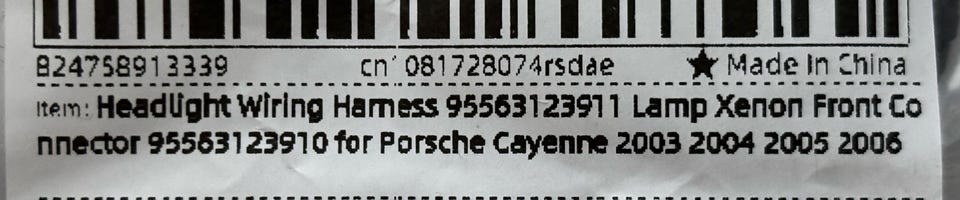 824758913339 cn' 081728074rsdae ★ Made In China
Item: Headlight Wiring Harness 95563123911 Lamp Xenon Front Co
nnector 95563123910 for Porsche Cayenne 2003 2004 2005 2006